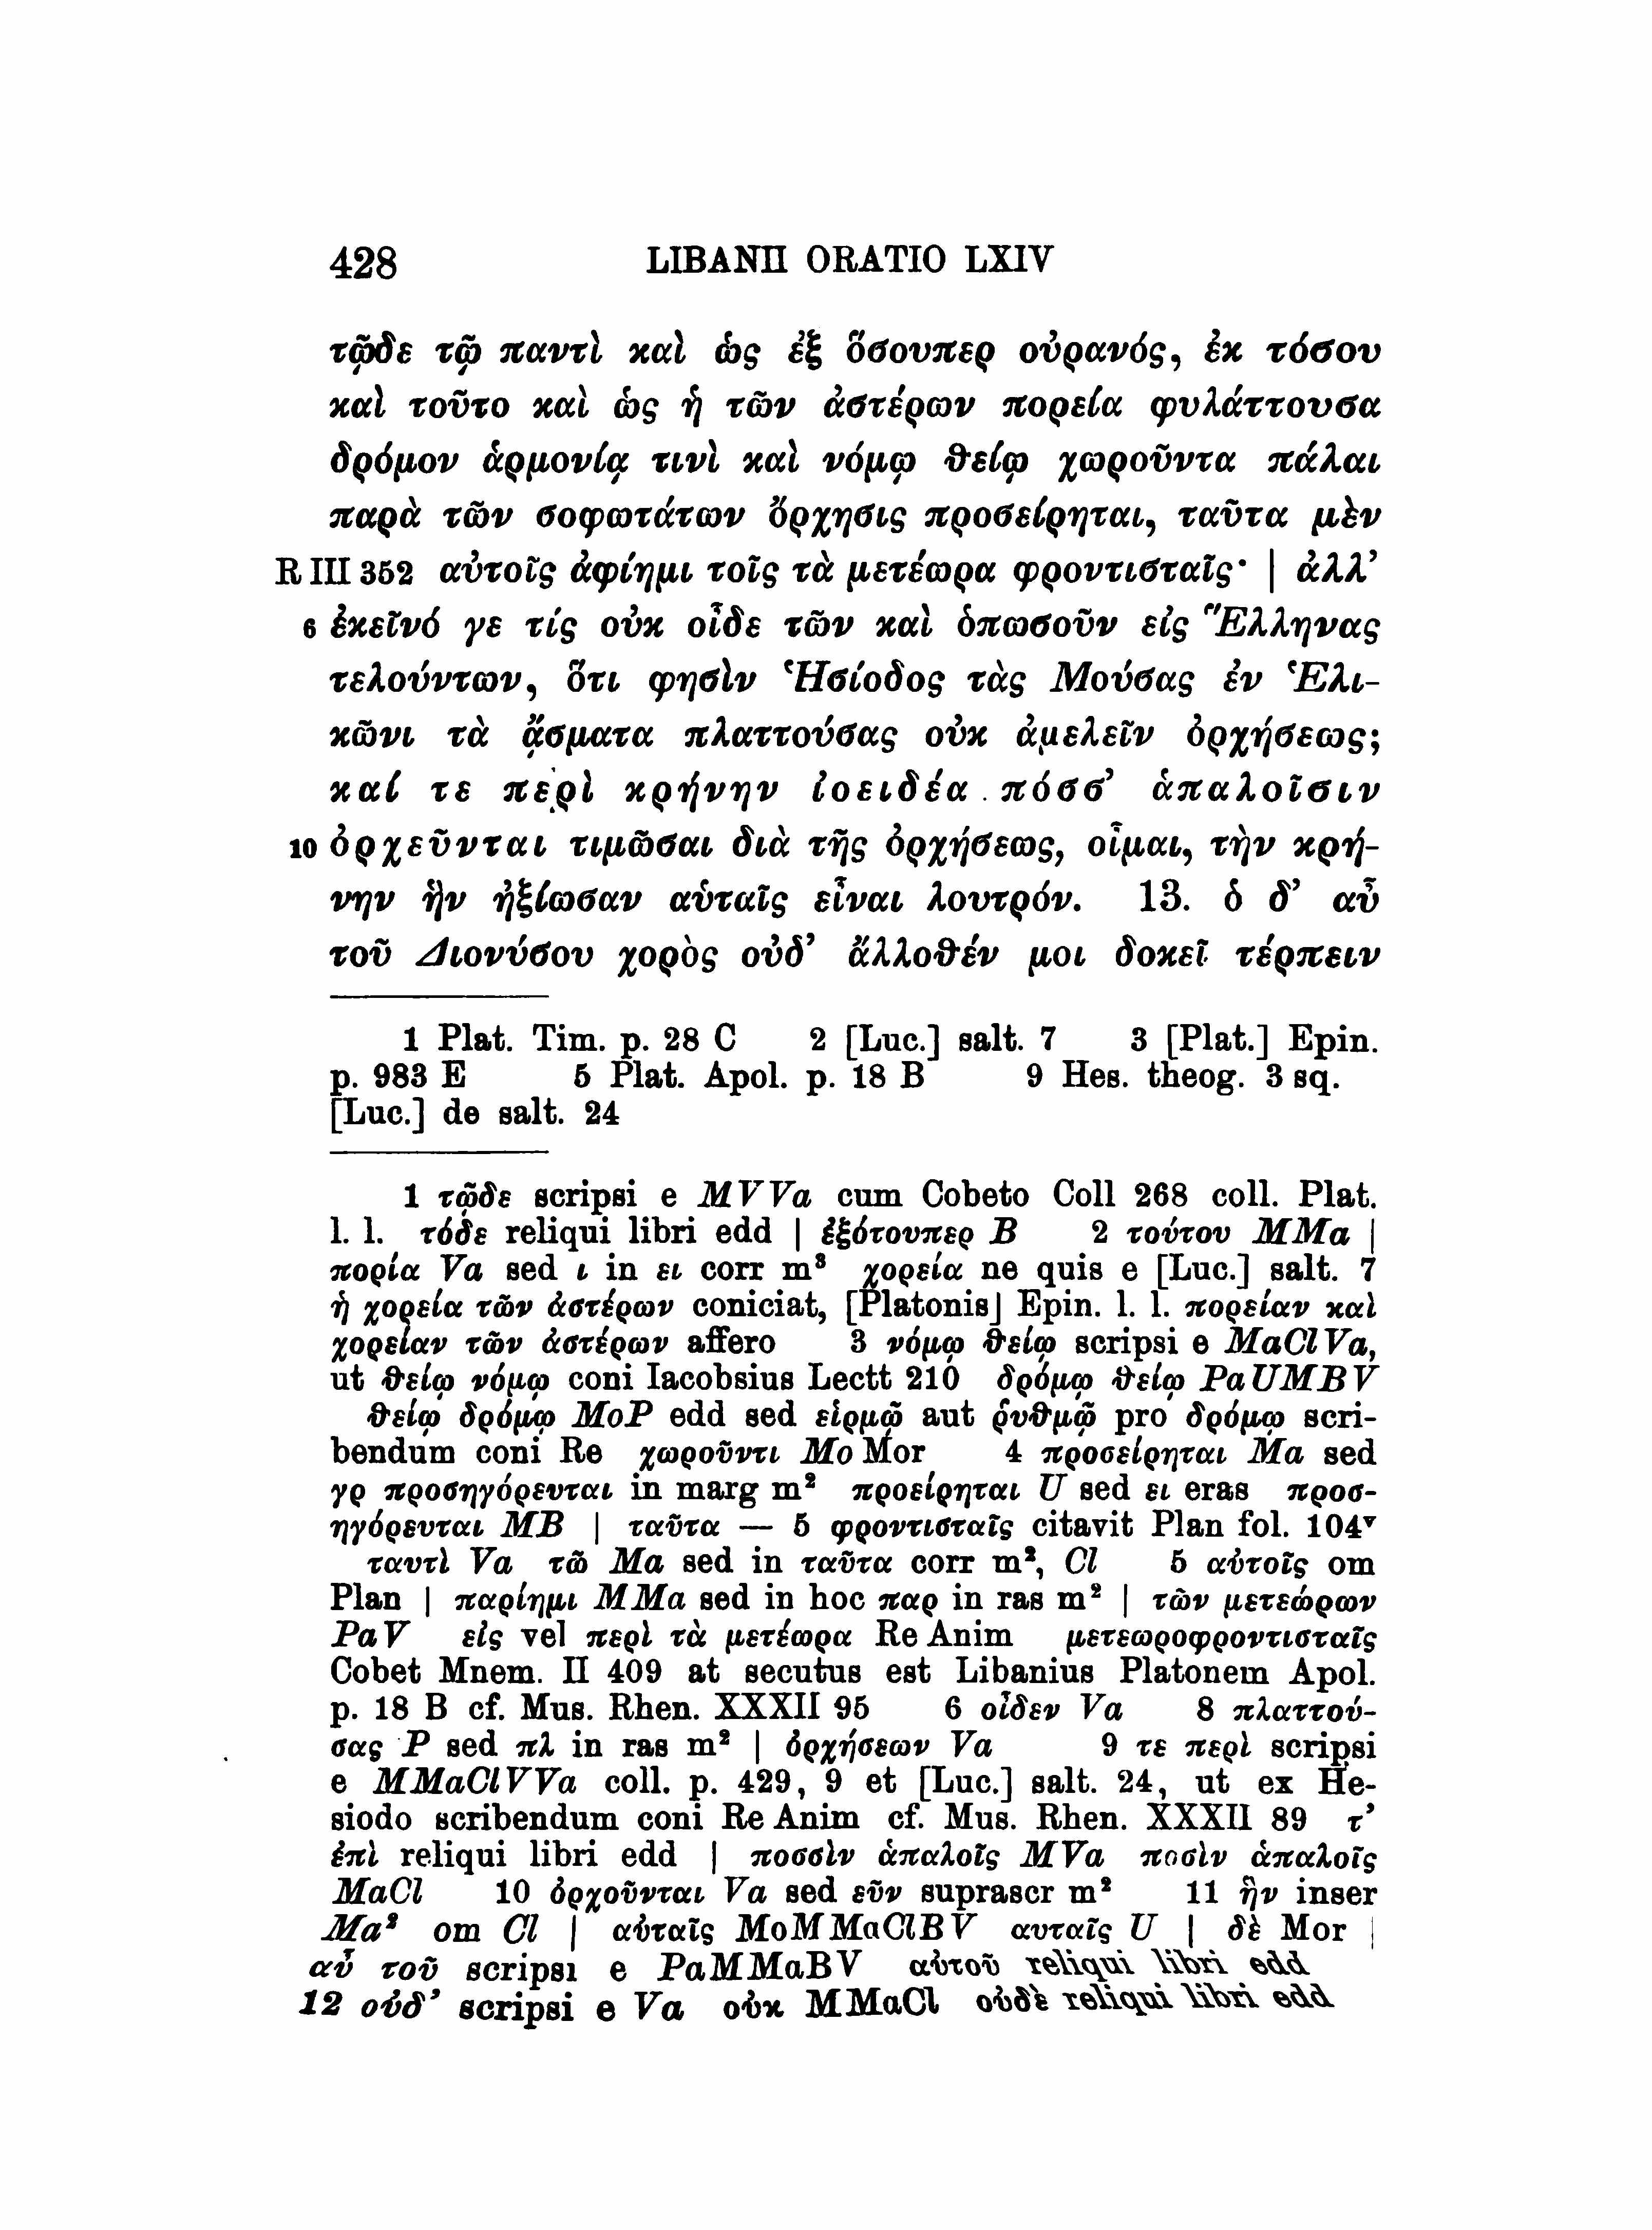 428 LIBANII ORATIO LXIV
τῷδε τῷ παντὶ καὶ ὡς ἐξ ὅσουπερ οὐρανός, ἐκ τόσου
καὶ τοῦτο καὶ ὡς ἡ τῶν ἀστέρων πορεία φυλάττουσα
δρόμον ἁρμονίᾳ τινὶ καὶ νόμῳ θείῳ χωροῦντα πάλαι
παρὰ τῶν σοφωτάτων ὄρχησις προσείρηται, ταῦτα μὲν
R III 352 αὐτοῖς ἀφίημι τοῖς τὰ μετέωρα φροντισταῖς· | ἀλλ’
6 ἐκεῖνό γε τίς οὐκ οἶδε τῶν καὶ ὁπωσοῦν εἰς Ἕλληνας
τελούντων, ὅτι φησὶν Ἡσίοδος τὰς Μούσας ἐν Ἑλι-
κῶνι τὰ ᾄσματα πλαττούσας οὐκ ἀμελεῖν ὀρχήσεως;
καί τε περὶ κρήνην ἰοειδέα πόσσ’ ἁπαλοῖσιν
10 ὀρχεῦνται τιμῶσαι διὰ τῆς ὀρχήσεως, οἶμαι, τὴν κρή-
νην ἣν ἠξίωσαν αὑταῖς εἶναι λουτρόν. 13. ὁ δ’ αὖ
τοῦ Διονύσου χορὸς οὐδ’ ἄλλοθέν μοι δοκεῖ τέρπειν
1 Plat. Tim. p. 28 C 2 [Luc.] salt. 7 3 [Plat.] Epin.
p. 983 E 5 Plat. Apol. p. 18 B 9 Hes. theog. 3 sq.
[Luc.] de salt. 24
1 τῷδε scripsi e MVVa cum Cobeto Coll 268 coll. Plat.
l. l. τόδε reliqui libri edd | ἐξότουπερ B 2 τούτου MMa |
πορία Va sed ι in ει corr m³ χορεία ne quis e [Luc.] salt. 7
ἡ χορεία τῶν ἀστέρων coniciat, [Platonis] Epin. l. l. πορείαν καὶ
χορείαν τῶν ἀστέρων affero 3 νόμῳ θείῳ scripsi e MaClVa,
ut θείῳ νόμῳ coni Iacobsius Lectt 210 δρόμῳ θείῳ PaUMBV
θείῳ δρόμῳ MoP edd sed εἱρμῷ aut ῥυθμῷ pro δρόμῳ scri-
bendum coni Re χωροῦντι Mo Mor 4 προσείρηται Ma sed
γρ προσηγόρευται in marg m² προείρηται U sed ει eras προσ-
ηγόρευται MB | ταῦτα — 5 φροντισταῖς citavit Plan fol. 104ᵛ
ταυτὶ Va τῶ Ma sed in ταῦτα corr m², Cl 5 αὐτοῖς om
Plan | παρίημι MMa sed in hoc παρ in ras m² | τῶν μετεώρων
PaV εἰς vel περὶ τὰ μετέωρα Re Anim μετεωροφροντισταῖς
Cobet Mnem. II 409 at secutus est Libanius Platonem Apol.
p. 18 B cf. Mus. Rhen. XXXII 95 6 οἶδεν Va 8 πλαττού-
σας P sed πλ in ras m² | ὀρχήσεων Va 9 τε περὶ scripsi
e MMaClVVa coll. p. 429, 9 et [Luc.] salt. 24, ut ex He-
siodo scribendum coni Re Anim cf. Mus. Rhen. XXXII 89 τ’
ἐπὶ reliqui libri edd | ποσσὶν ἁπαλοῖς MVa ποσὶν ἁπαλοῖς
MaCl 10 ὀρχοῦνται Va sed εῦν suprascr m² 11 ἣν inser
Ma² om Cl | αὐταῖς MoMMaClBV αυταῖς U | δὲ Mor |
αὖ τοῦ scripsi e PaMMaBV αὐτοῦ reliqui libri edd
12 οὐδ’ scripsi e Va οὐκ MMaCl οὐδὲ reliqui libri edd